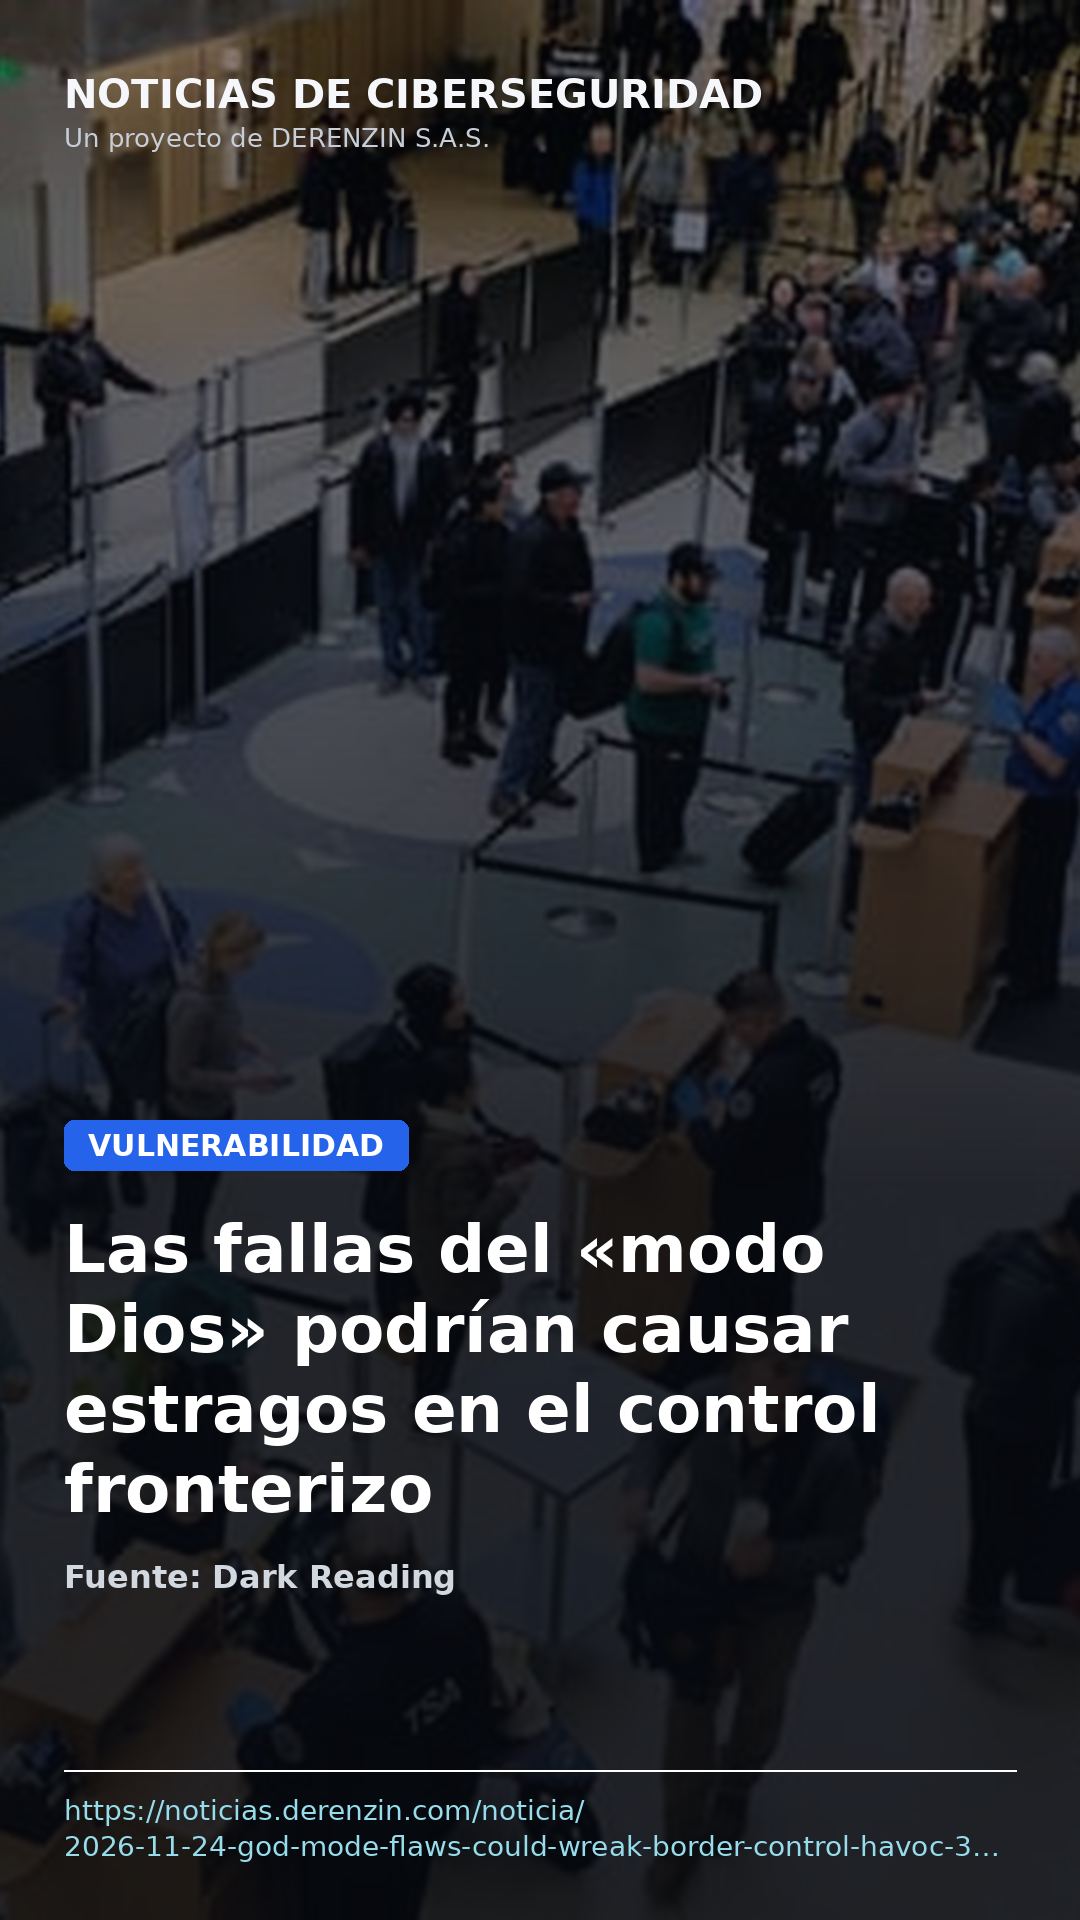 NOTICIAS DE CIBERSEGURIDAD
Un proyecto de DERENZIN S.A.S.
VULNERABILIDAD
Las fallas del «modo
Dios» podrían causar
estragos en el control
fronterizo
Fuente: Dark Reading
TSA
https://noticias.derenzin.com/noticia/
2026-11-24-god-mode-flaws-could-wreak-border-control-havoc-3…